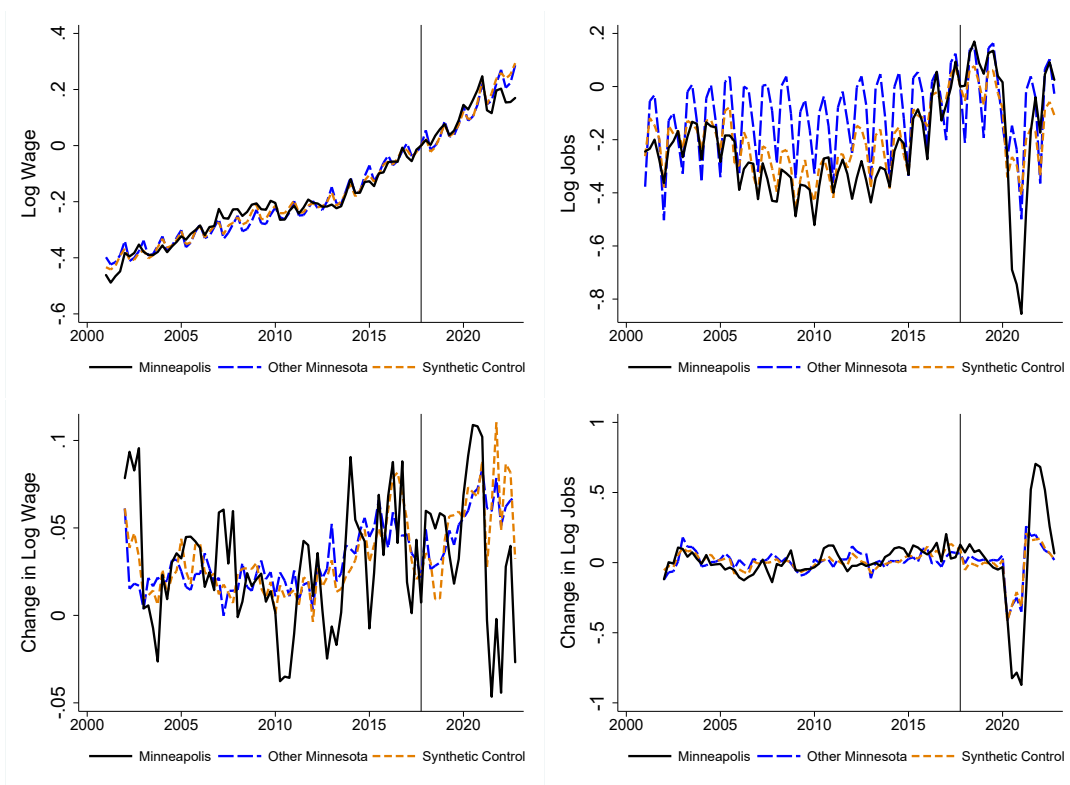 Log Wage
.4
.2
0
-.2
-.4
-.6
2000 2005 2010 2015 2020
Minneapolis Other Minnesota Synthetic Control
Log Jobs
.2
0
-.2
-.4
-.6
-.8
2000 2005 2010 2015 2020
Minneapolis Other Minnesota Synthetic Control
Change in Log Wage
.1
.05
0
-.05
2000 2005 2010 2015 2020
Minneapolis Other Minnesota Synthetic Control
Change in Log Jobs
1
.5
0
-.5
-1
2000 2005 2010 2015 2020
Minneapolis Other Minnesota Synthetic Control